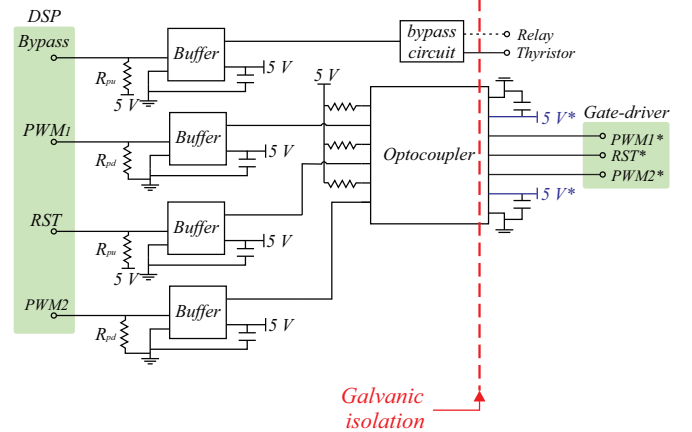 DSP
Bypass
Buffer
bypass
circuit
Relay
Thyristor
Rpu
5 V
5 V
5 V
PWM1
Buffer
Optocoupler
5 V*
Gate-driver
PWM1*
RST*
PWM2*
5 V*
Rpd
5 V
RST
Buffer
Rpu
5 V
5 V
PWM2
Buffer
Rpd
5 V
Galvanic
isolation